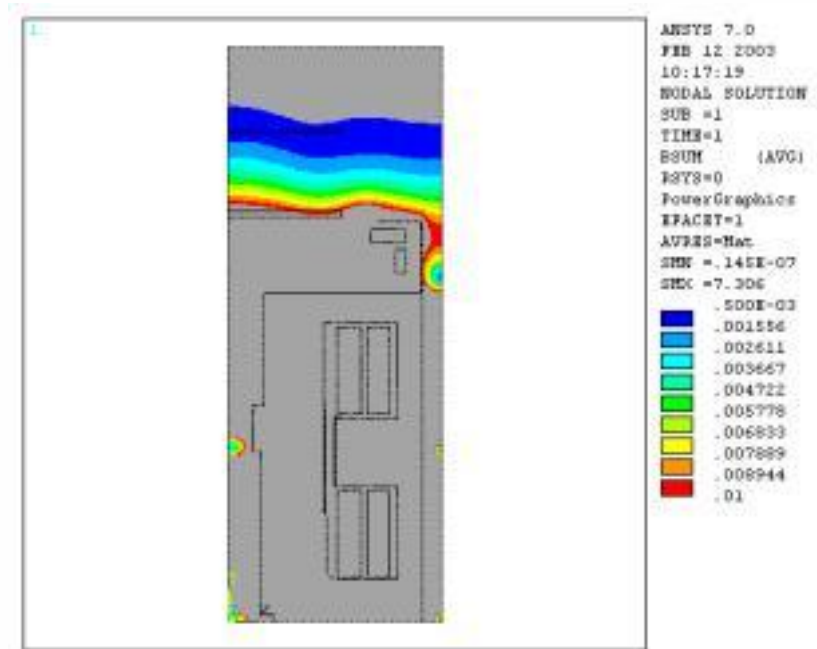 1
ANSYS 7.0
FEB 12 2003
10:17:19
NODAL SOLUTION
SUB =1
TIME=1
BSUM (AVG)
RSYS=0
PowerGraphics
EFACET=1
AVRES=Mat
SMN =.145E-07
SMX =7.306
.500E-03
.001556
.002611
.003667
.004722
.005778
.006833
.007889
.008944
.01